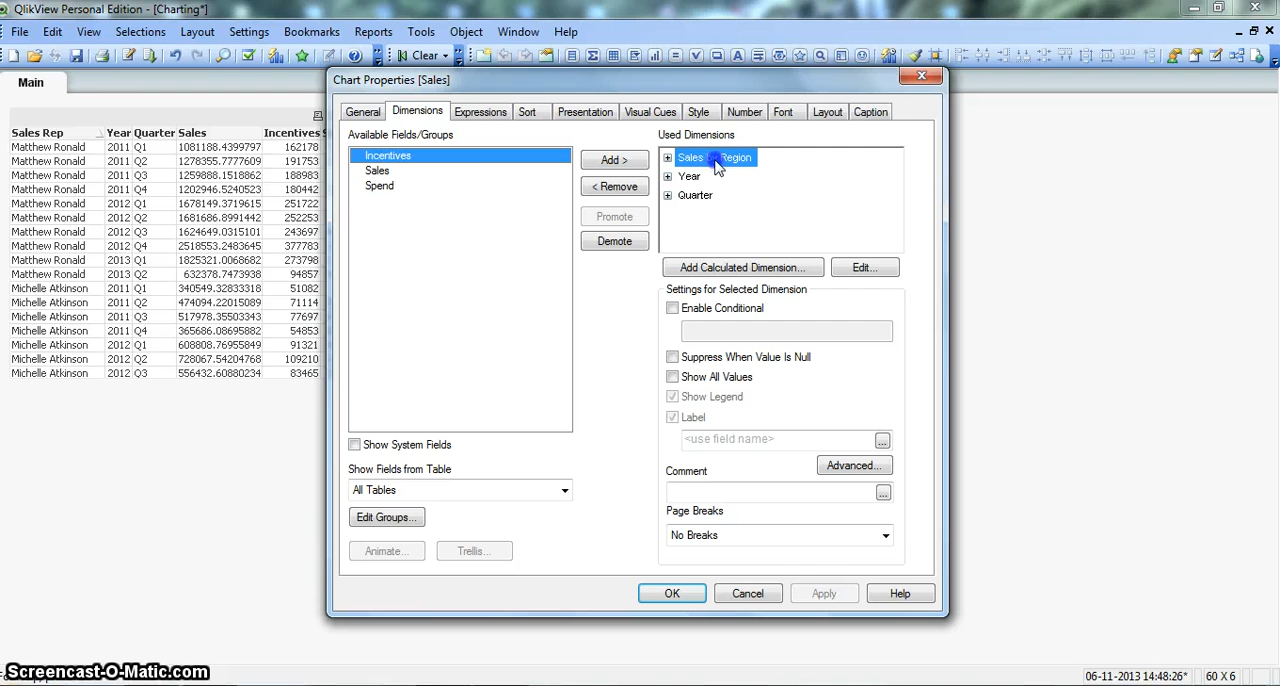 QlikView Personal Edition - [Charting*]
File Edit View Selections Layout Settings Bookmarks Reports Tools Object Window Help
Clear
Main
Chart Properties [Sales]
General Dimensions Expressions Sort Presentation Visual Cues Style Number Font Layout Caption
Sales Rep Year Quarter Sales Incentives
Matthew Ronald 2011 Q1 1081188.4399797 162178
Matthew Ronald 2011 Q2 1278355.7777609 191753
Matthew Ronald 2011 Q3 1259888.1518862 188983
Matthew Ronald 2011 Q4 1202946.5240523 180442
Matthew Ronald 2012 Q1 1678149.3719615 251722
Matthew Ronald 2012 Q2 1681686.8991442 252253
Matthew Ronald 2012 Q3 1624649.0315101 243697
Matthew Ronald 2012 Q4 2518553.2483645 377783
Matthew Ronald 2013 Q1 1825321.0068682 273798
Matthew Ronald 2013 Q2 632378.7473938 94857
Michelle Atkinson 2011 Q1 340549.32833318 51082
Michelle Atkinson 2011 Q2 474094.22015089 71114
Michelle Atkinson 2011 Q3 517978.35503343 77697
Michelle Atkinson 2011 Q4 365686.08695882 54853
Michelle Atkinson 2012 Q1 608808.76955849 91321
Michelle Atkinson 2012 Q2 728067.54204768 109210
Michelle Atkinson 2012 Q3 556432.60880234 83465
Available Fields/Groups
Incentives
Sales
Spend
Add >
< Remove
Promote
Demote
Used Dimensions
Sales Region
Year
Quarter
Add Calculated Dimension... Edit...
Settings for Selected Dimension
Enable Conditional
Suppress When Value Is Null
Show All Values
Show Legend
Label
<use field name> ...
Advanced...
Comment
...
Page Breaks
No Breaks
Show System Fields
Show Fields from Table
All Tables
Edit Groups...
Animate... Trellis...
OK Cancel Apply Help
Screencast-O-Matic.com
06-11-2013 14:48:26* 60 X 6